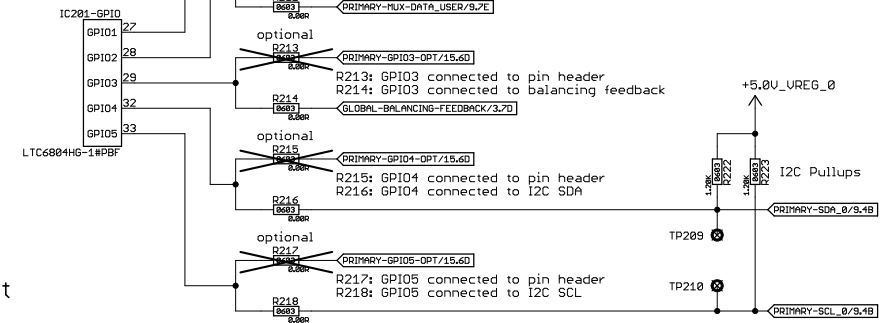 0603
0.00R
PRIMARY-MUX-DATA_USER/9.7E
IC201-GPIO
GPIO1
27
GPIO2
28
GPIO3
29
GPIO4
32
GPIO5
33
LTC6804HG-1#PBF
optional
R213
0603
0.00R
PRIMARY-GPIO3-OPT/15.6D
R213: GPIO3 connected to pin header
R214: GPIO3 connected to balancing feedback
R214
0603
0.00R
GLOBAL-BALANCING-FEEDBACK/3.7D
optional
R215
0603
0.00R
PRIMARY-GPIO4-OPT/15.6D
R215: GPIO4 connected to pin header
R216: GPIO4 connected to I2C SDA
R216
0603
0.00R
+5.0V_VREG_0
1.20K
0603
R222
1.20K
0603
R223
I2C Pullups
PRIMARY-SDA_0/9.4B
TP209
optional
R217
0603
0.00R
PRIMARY-GPIO5-OPT/15.6D
R217: GPIO5 connected to pin header
R218: GPIO5 connected to I2C SCL
R218
0603
0.00R
TP210
PRIMARY-SCL_0/9.4B
t